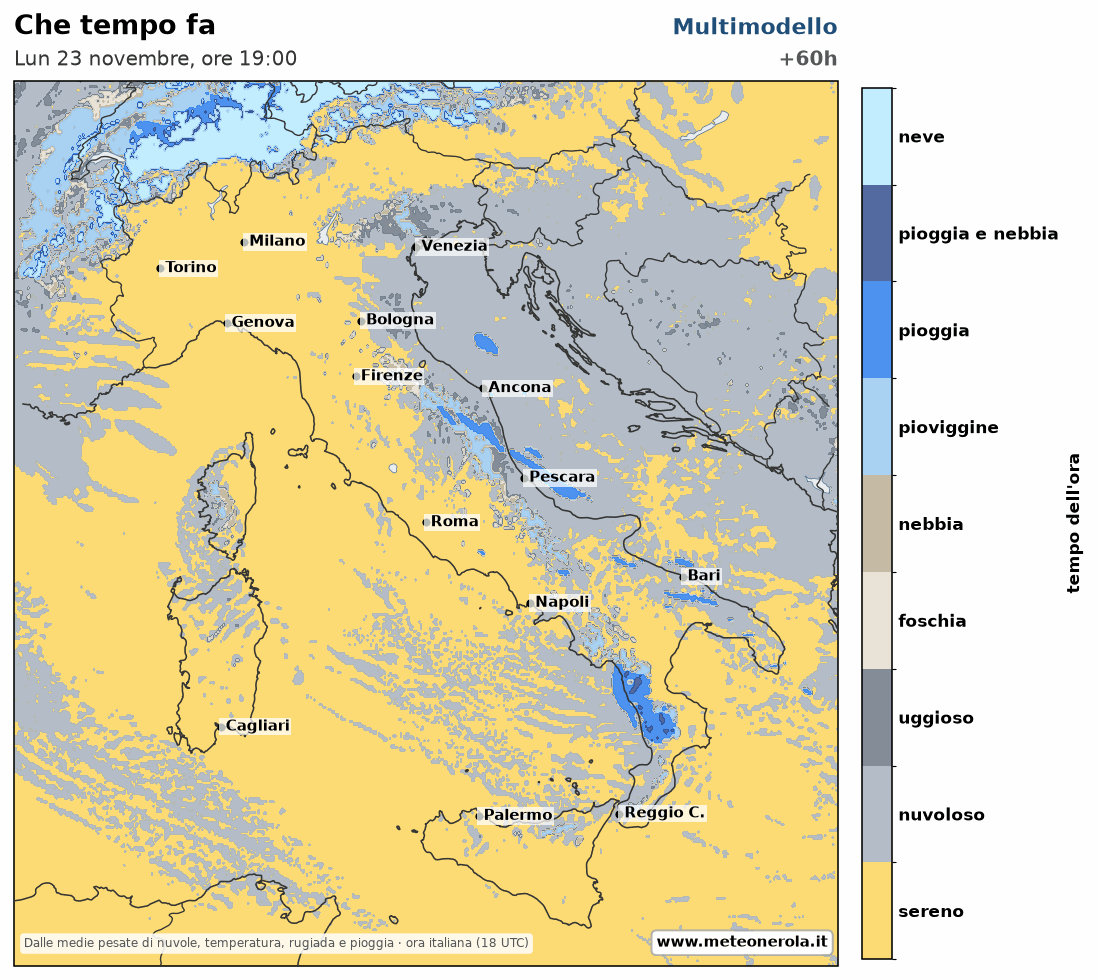 Che tempo fa
Multimodello
Lun 23 novembre, ore 19:00
+60h
neve
pioggia e nebbia
pioggia
pioviggine
nebbia
foschia
uggioso
nuvoloso
sereno
tempo dell'ora
Milano
Venezia
Torino
Genova
Bologna
Firenze
Ancona
Pescara
Roma
Bari
Napoli
Cagliari
Palermo
Reggio C.
Dalle medie pesate di nuvole, temperatura, rugiada e pioggia · ora italiana (18 UTC)
www.meteonerola.it